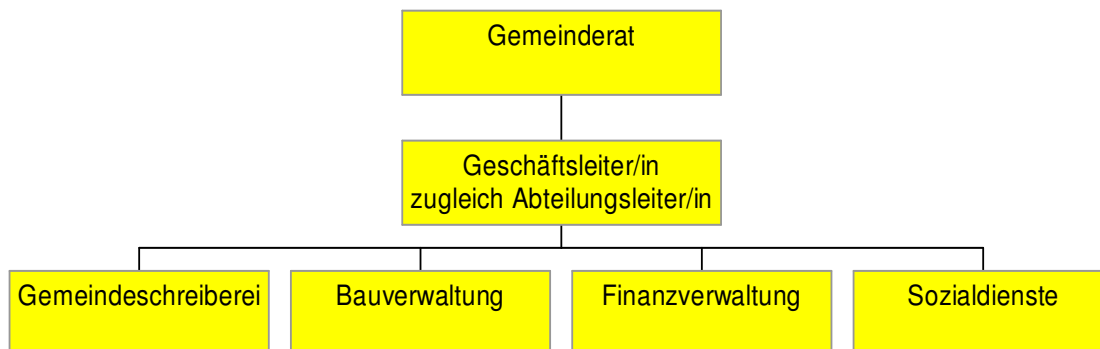 Gemeinderat
Geschäftsleiter/in
zugleich Abteilungsleiter/in
Gemeindeschreiberei
Bauverwaltung
Finanzverwaltung
Sozialdienste